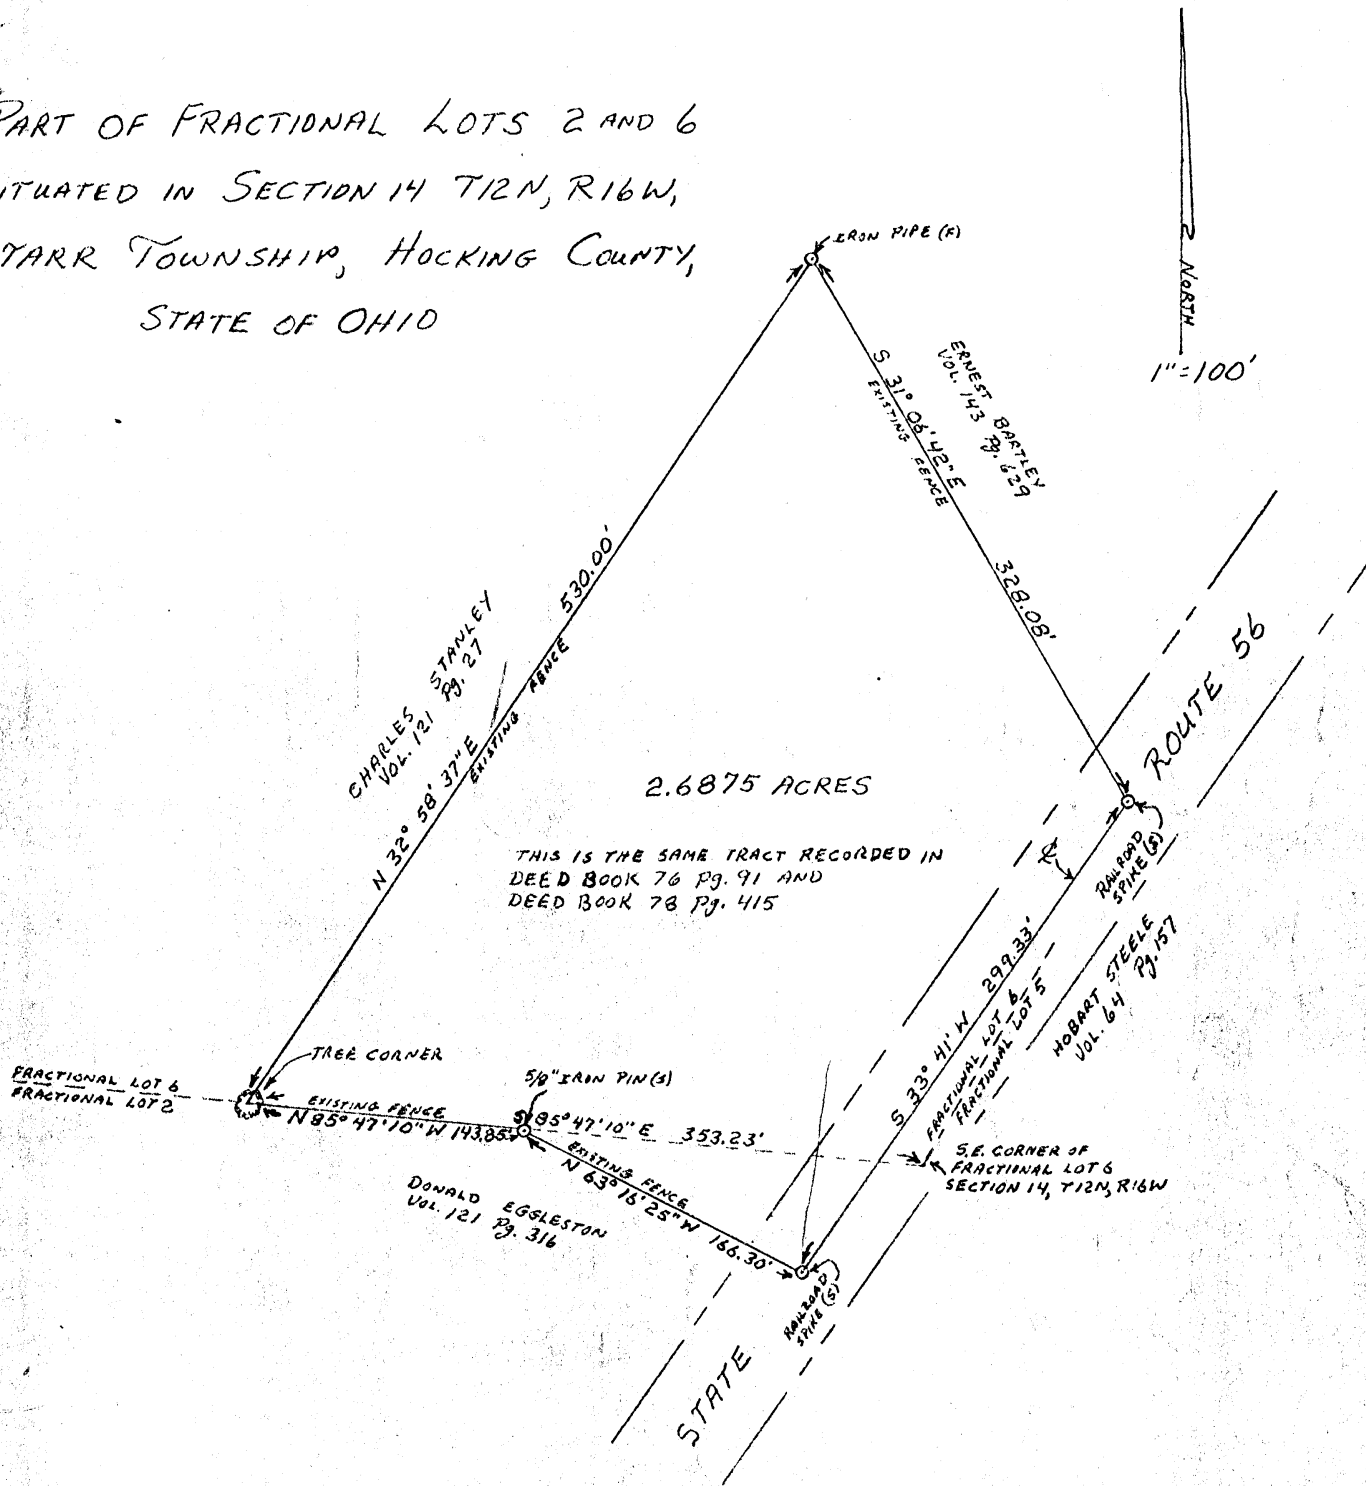 PART OF FRACTIONAL LOTS 2 AND 6
ITUATED IN SECTION 14 T12N, R16W,
TARR TOWNSHIP, HOCKING COUNTY,
STATE OF OHIO
NORTH
1"=100'
IRON PIPE (F)
S 31° 06' 42" E
EXISTING FENCE
328.08'
ERNEST BARTLEY
VOL. 143 Pg. 629
CHARLES STANLEY
VOL. 121 Pg. 27
N 32° 58' 37" E
530.00'
EXISTING FENCE
2.6875 ACRES
THIS IS THE SAME TRACT RECORDED IN
DEED BOOK 76 Pg. 91 AND
DEED BOOK 78 Pg. 415
STATE ROUTE 56
RAILROAD
SPIKE (S)
S 33° 41' W 299.33'
FRACTIONAL LOT 6
FRACTIONAL LOT 5
HOBART STEELE
VOL. 64 Pg. 157
TREE CORNER
FRACTIONAL LOT 6
FRACTIONAL LOT 2
EXISTING FENCE
N 85° 47' 10" W 143.85'
5/8" IRON PIN (S)
S 85° 47' 10" E 353.23'
EXISTING FENCE
N 63° 16' 25" W 166.30'
S.E. CORNER OF
FRACTIONAL LOT 6
SECTION 14, T12N, R16W
DONALD EGGLESTON
VOL. 121 Pg. 316
RAILROAD
SPIKE (S)